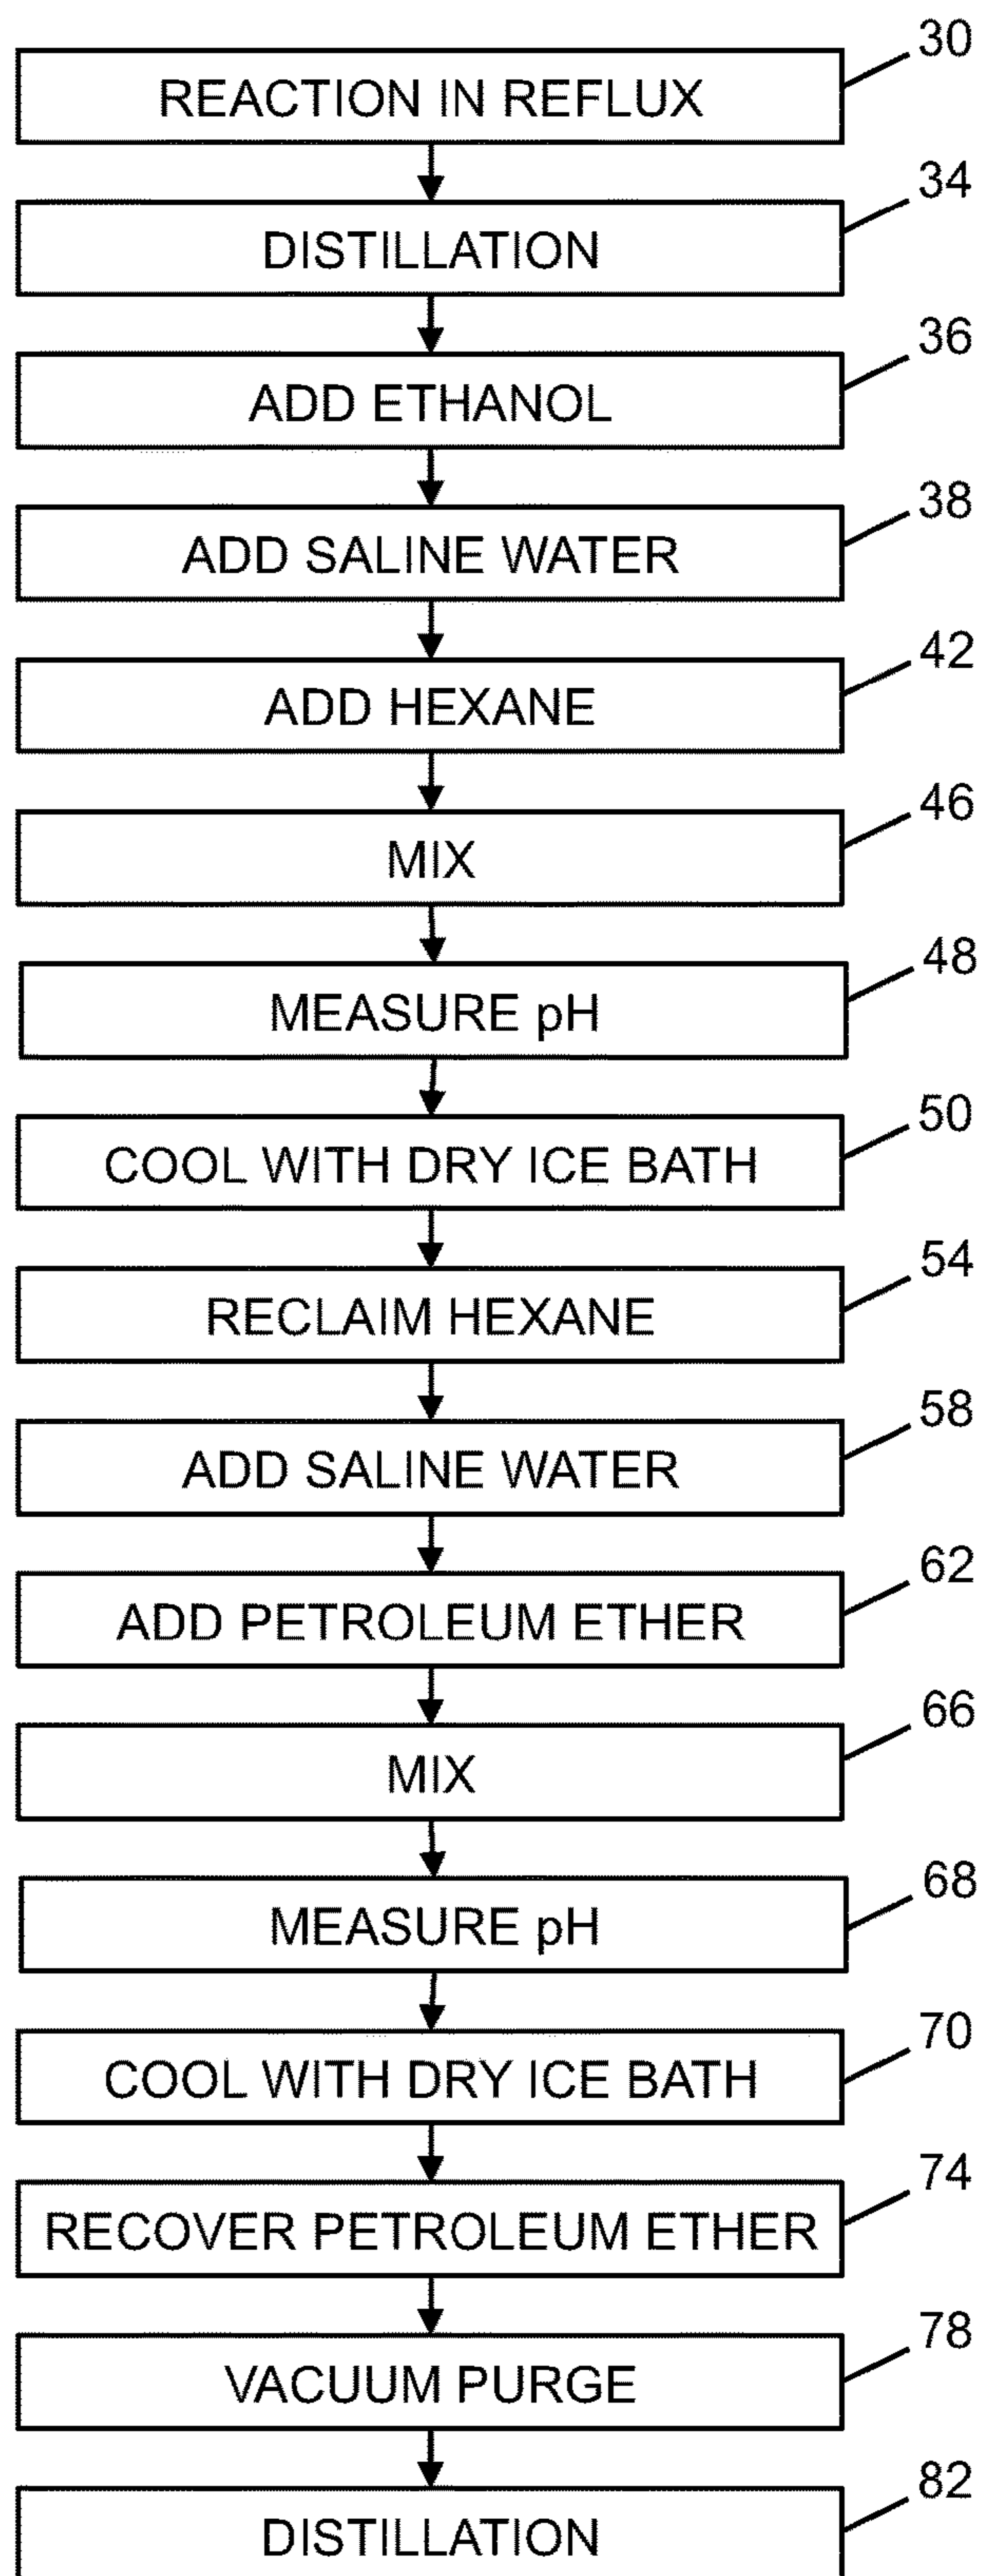 30
REACTION IN REFLUX
34
DISTILLATION
36
ADD ETHANOL
38
ADD SALINE WATER
42
ADD HEXANE
46
MIX
48
MEASURE pH
50
COOL WITH DRY ICE BATH
54
RECLAIM HEXANE
58
ADD SALINE WATER
62
ADD PETROLEUM ETHER
66
MIX
68
MEASURE pH
70
COOL WITH DRY ICE BATH
74
RECOVER PETROLEUM ETHER
78
VACUUM PURGE
82
DISTILLATION